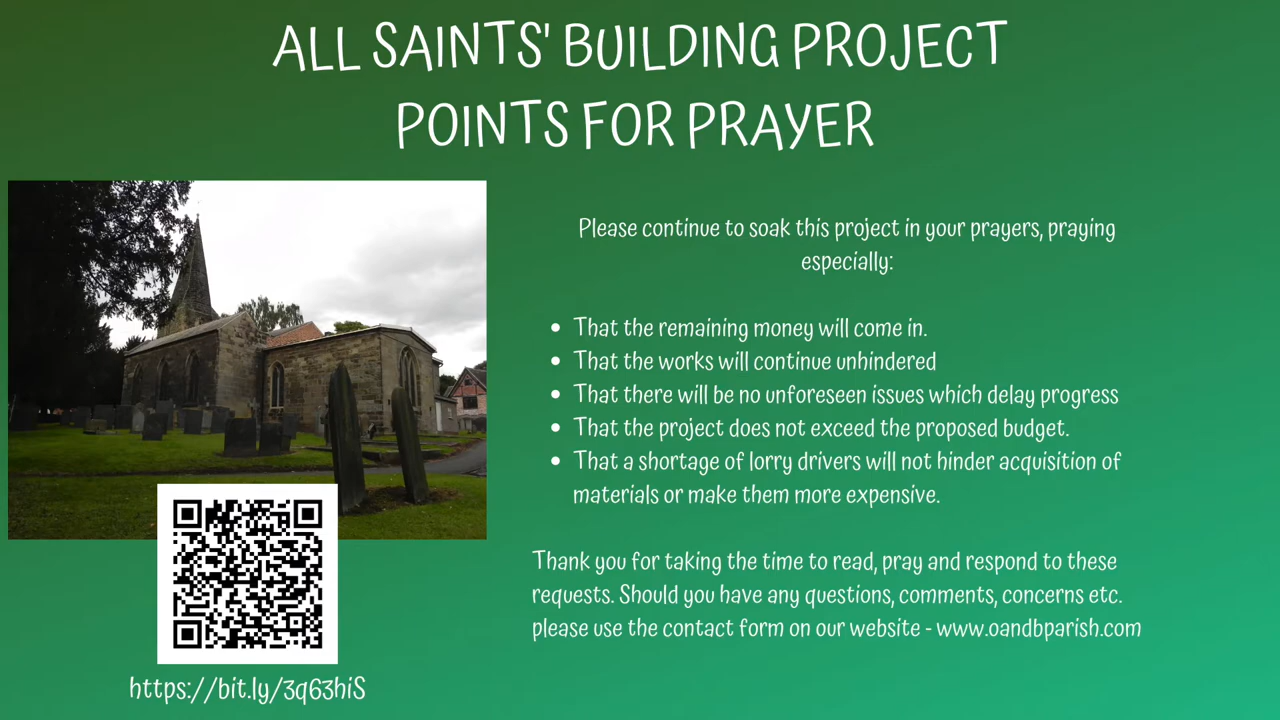 ALL SAINTS' BUILDING PROJECT
POINTS FOR PRAYER
Please continue to soak this project in your prayers, praying
especially:
• That the remaining money will come in.
• That the works will continue unhindered
• That there will be no unforeseen issues which delay progress
• That the project does not exceed the proposed budget.
• That a shortage of lorry drivers will not hinder acquisition of
materials or make them more expensive.
Thank you for taking the time to read, pray and respond to these
requests. Should you have any questions, comments, concerns etc.
please use the contact form on our website - www.oandbparish.com
https://bit.ly/3q63hiS